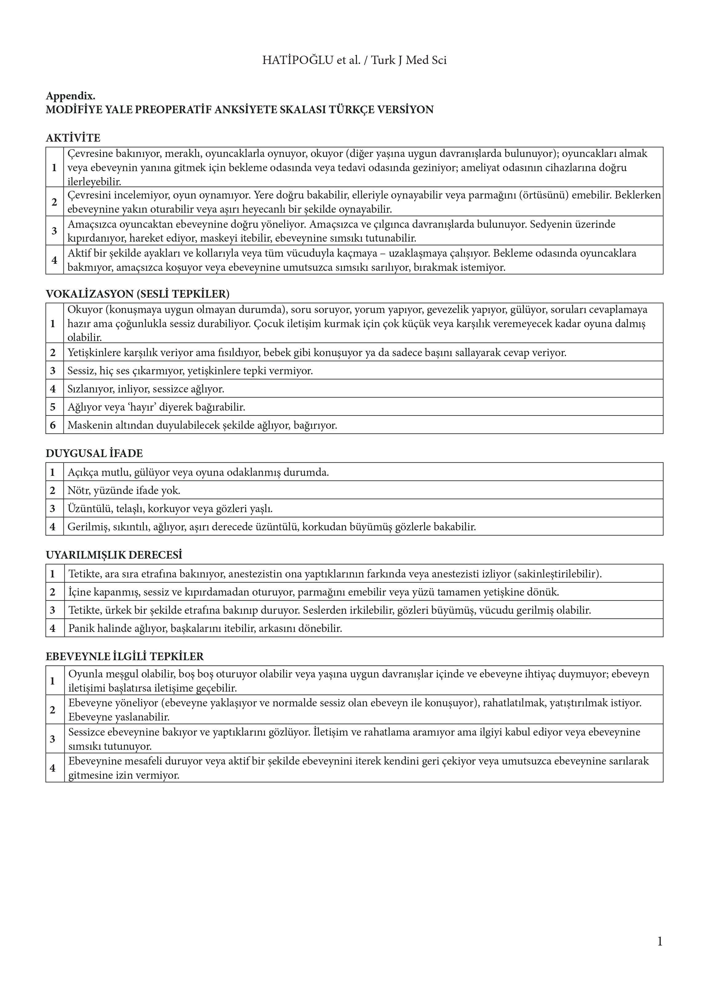 HATİPOĞLU et al. / Turk J Med Sci
Appendix.
MODİFİYE YALE PREOPERATİF ANKSİYETE SKALASI TÜRKÇE VERSİYON
AKTİVİTE
1
Çevresine bakınıyor, meraklı, oyuncaklarla oynuyor, okuyor (diğer yaşına uygun davranışlarda bulunuyor); oyuncakları almak
veya ebeveynin yanına gitmek için bekleme odasında veya tedavi odasında geziniyor; ameliyat odasının cihazlarına doğru
ilerleyebilir.
2
Çevresini incelemiyor, oyun oynamıyor. Yere doğru bakabilir, elleriyle oynayabilir veya parmağını (örtüsünü) emebilir. Beklerken
ebeveynine yakın oturabilir veya aşırı heyecanlı bir şekilde oynayabilir.
3
Amaçsızca oyuncaktan ebeveynine doğru yöneliyor. Amaçsızca ve çılgınca davranışlarda bulunuyor. Sedyenin üzerinde
kıpırdanıyor, hareket ediyor, maskeyi itebilir, ebeveynine sımsıkı tutunabilir.
4
Aktif bir şekilde ayakları ve kollarıyla veya tüm vücuduyla kaçmaya – uzaklaşmaya çalışıyor. Bekleme odasında oyuncaklara
bakmıyor, amaçsızca koşuyor veya ebeveynine umutsuzca sımsıkı sarılıyor, bırakmak istemiyor.
VOKALİZASYON (SESLİ TEPKİLER)
1
Okuyor (konuşmaya uygun olmayan durumda), soru soruyor, yorum yapıyor, gevezelik yapıyor, gülüyor, soruları cevaplamaya
hazır ama çoğunlukla sessiz durabiliyor. Çocuk iletişim kurmak için çok küçük veya karşılık veremeyecek kadar oyuna dalmış
olabilir.
2 Yetişkinlere karşılık veriyor ama fısıldıyor, bebek gibi konuşuyor ya da sadece başını sallayarak cevap veriyor.
3 Sessiz, hiç ses çıkarmıyor, yetişkinlere tepki vermiyor.
4 Sızlanıyor, inliyor, sessizce ağlıyor.
5 Ağlıyor veya ‘hayır’ diyerek bağırabilir.
6 Maskenin altından duyulabilecek şekilde ağlıyor, bağırıyor.
DUYGUSAL İFADE
1 Açıkça mutlu, gülüyor veya oyuna odaklanmış durumda.
2 Nötr, yüzünde ifade yok.
3 Üzüntülü, telaşlı, korkuyor veya gözleri yaşlı.
4 Gerilmiş, sıkıntılı, ağlıyor, aşırı derecede üzüntülü, korkudan büyümüş gözlerle bakabilir.
UYARILMIŞLIK DERECESİ
1 Tetikte, ara sıra etrafına bakınıyor, anestezistin ona yaptıklarının farkında veya anestezisti izliyor (sakinleştirilebilir).
2 İçine kapanmış, sessiz ve kıpırdamadan oturuyor, parmağını emebilir veya yüzü tamamen yetişkine dönük.
3 Tetikte, ürkek bir şekilde etrafına bakınıp duruyor. Seslerden irkilebilir, gözleri büyümüş, vücudu gerilmiş olabilir.
4 Panik halinde ağlıyor, başkalarını itebilir, arkasını dönebilir.
EBEVEYNLE İLGİLİ TEPKİLER
1
Oyunla meşgul olabilir, boş boş oturuyor olabilir veya yaşına uygun davranışlar içinde ve ebeveyne ihtiyaç duymuyor; ebeveyn
iletişimi başlatırsa iletişime geçebilir.
2
Ebeveyne yöneliyor (ebeveyne yaklaşıyor ve normalde sessiz olan ebeveyn ile konuşuyor), rahatlatılmak, yatıştırılmak istiyor.
Ebeveyne yaslanabilir.
3
Sessizce ebeveynine bakıyor ve yaptıklarını gözlüyor. İletişim ve rahatlama aramıyor ama ilgiyi kabul ediyor veya ebeveynine
sımsıkı tutunuyor.
4
Ebeveynine mesafeli duruyor veya aktif bir şekilde ebeveynini iterek kendini geri çekiyor veya umutsuzca ebeveynine sarılarak
gitmesine izin vermiyor.
1